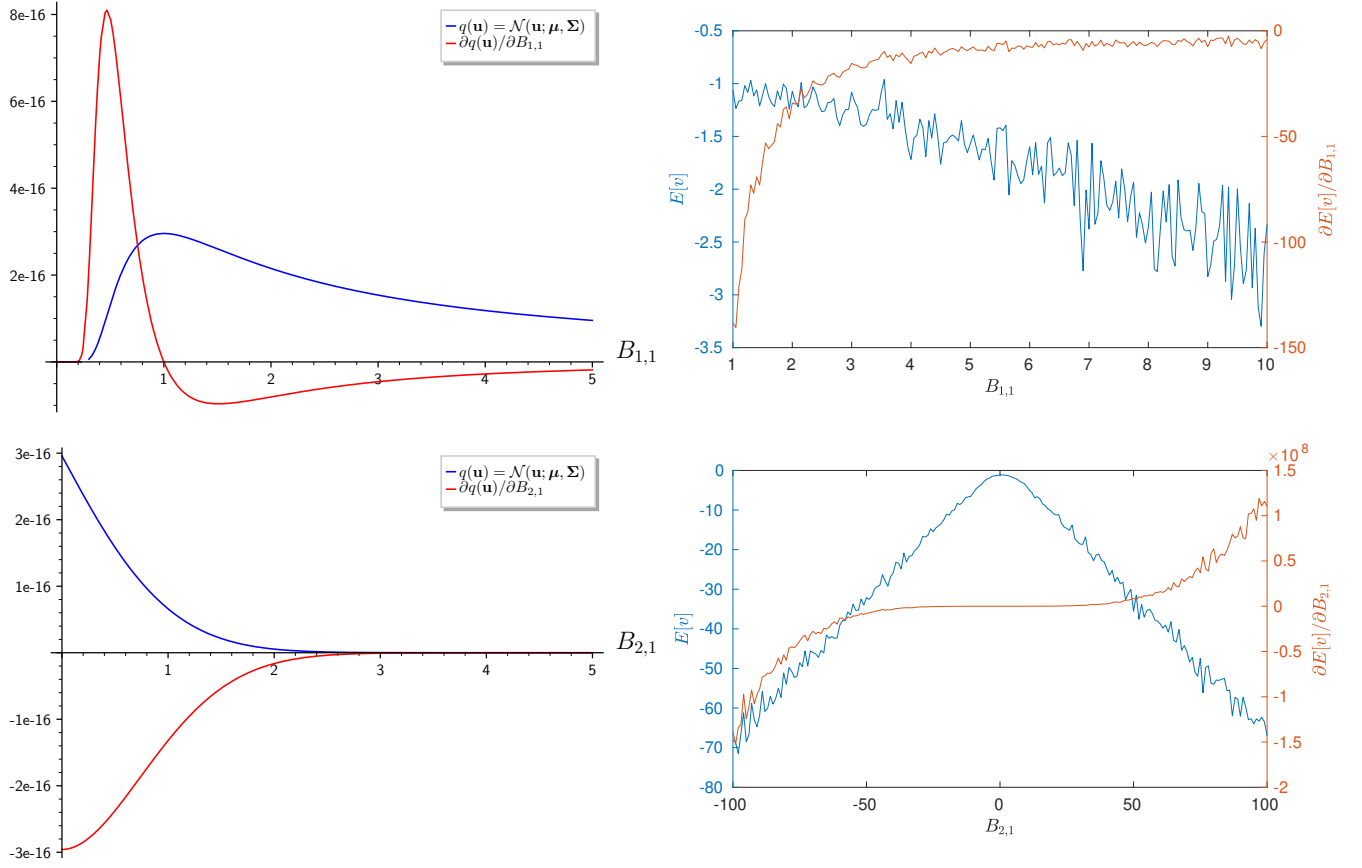 8e-16
6e-16
4e-16
2e-16
q(u) = 𝒩(u; μ, Σ)
∂q(u)/∂B₁,₁
1 2 3 4 5
B₁,₁
-0.5
-1
-1.5
-2
-2.5
-3
-3.5
E[v]
0
-50
-100
-150
∂E[v]/∂B₁,₁
1 2 3 4 5 6 7 8 9 10
B₁,₁
3e-16
2e-16
1e-16
-1e-16
-2e-16
-3e-16
q(u) = 𝒩(u; μ, Σ)
∂q(u)/∂B₂,₁
1 2 3 4 5
B₂,₁
0
-10
-20
-30
-40
-50
-60
-70
-80
E[v]
×10⁸
1.5
1
0.5
0
-0.5
-1
-1.5
-2
∂E[v]/∂B₂,₁
-100 -50 0 50 100
B₂,₁